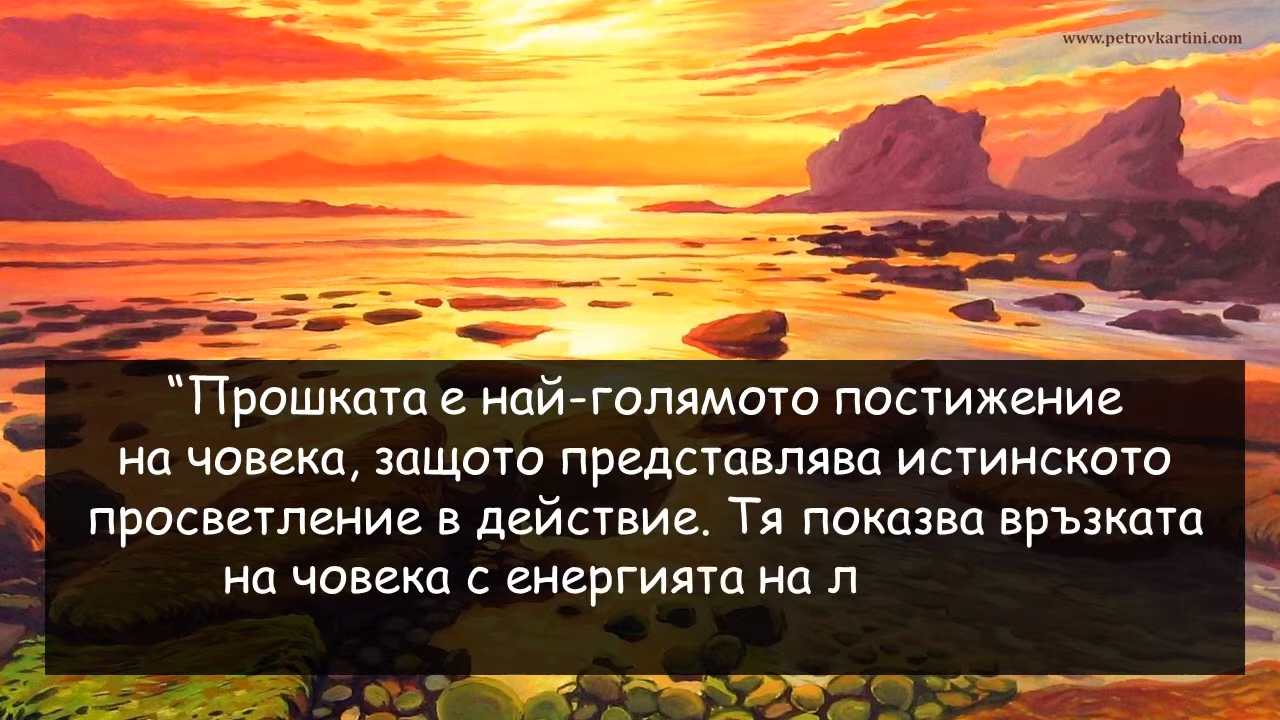 www.petrovkartini.com
“Прошката е най-голямото постижение
на човека, защото представлява истинското
просветление в действие. Тя показва връзката
на човека с енергията на л